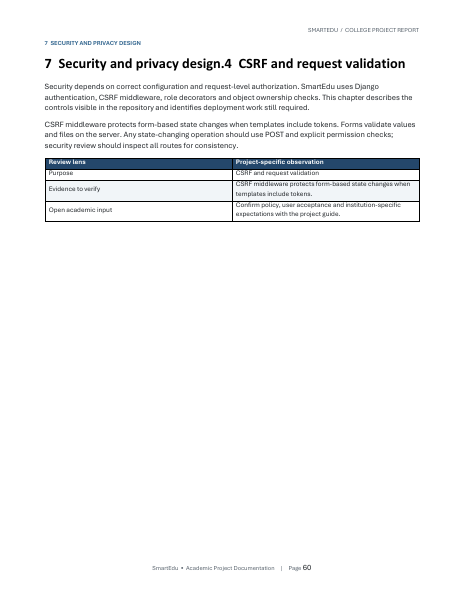 SMARTEDU / COLLEGE PROJECT REPORT
7 SECURITY AND PRIVACY DESIGN
7 Security and privacy design.4 CSRF and request validation
Security depends on correct configuration and request-level authorization. SmartEdu uses Django
authentication, CSRF middleware, role decorators and object ownership checks. This chapter describes the
controls visible in the repository and identifies deployment work still required.
CSRF middleware protects form-based state changes when templates include tokens. Forms validate values
and files on the server. Any state-changing operation should use POST and explicit permission checks;
security review should inspect all routes for consistency.
Review lens Project-specific observation
Purpose CSRF and request validation
Evidence to verify CSRF middleware protects form-based state changes when
templates include tokens.
Open academic input Confirm policy, user acceptance and institution-specific
expectations with the project guide.
SmartEdu • Academic Project Documentation | Page 60